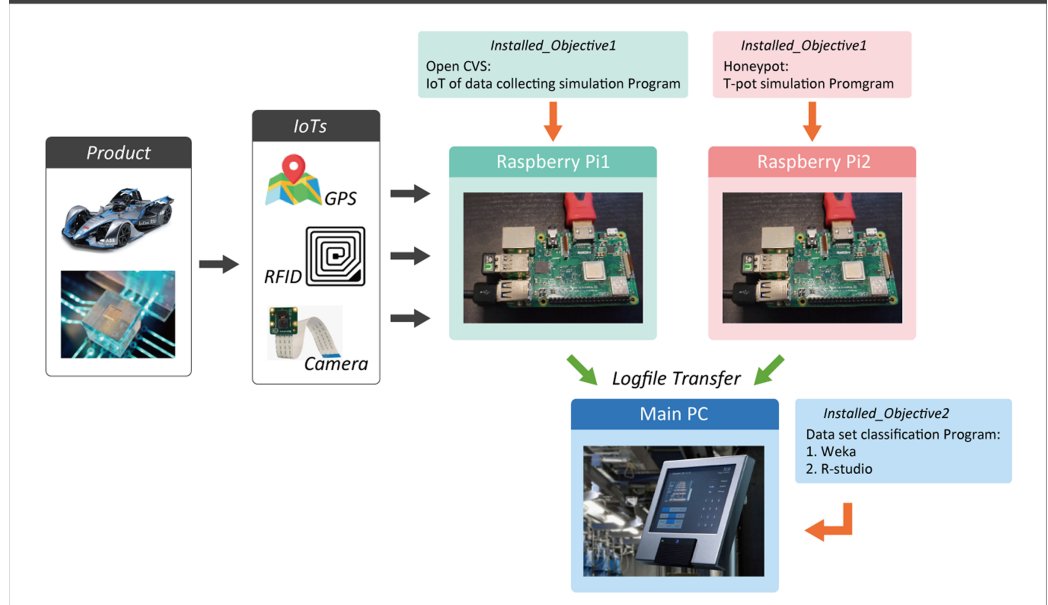 Installed_Objective1
Open CVS:
IoT of data collecting simulation Program
Installed_Objective1
Honeypot:
T-pot simulation Promgram
Product
IoTs
GPS
RFID
Camera
Raspberry Pi1
Raspberry Pi2
Logfile Transfer
Main PC
Installed_Objective2
Data set classification Program:
1. Weka
2. R-studio